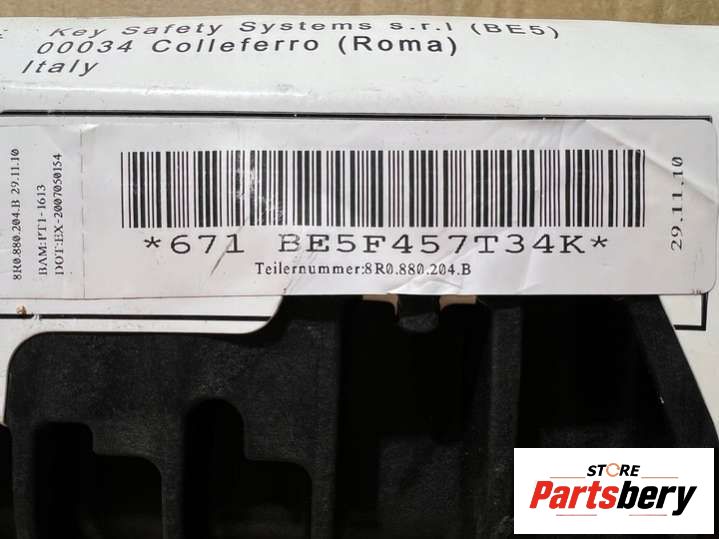 Key Safety Systems s.r.l (BE5)
00034 Colleferro (Roma)
Italy
8R0.880.204.B 29.11.10
BAM:PT1-1613
DOT:EX-2007050154
*671 BE5F457T34K*
Teilernummer:8R0.880.204.B
29.11.10
STORE
Partsbery